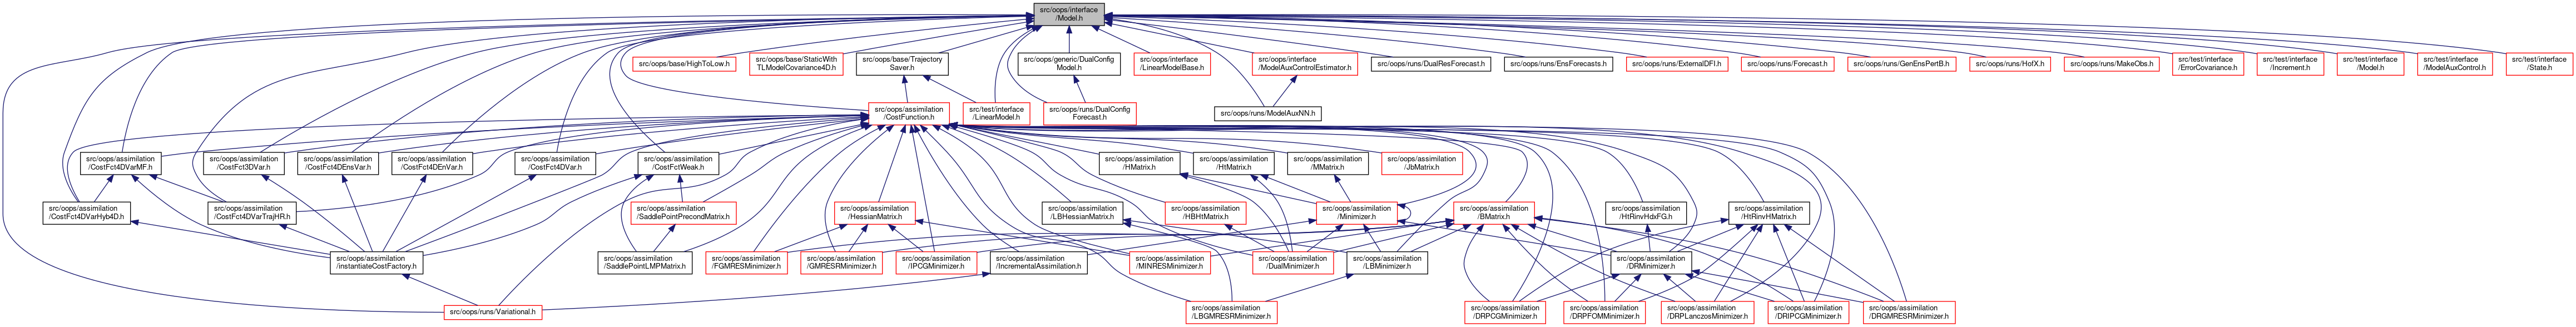 src/oops/interface
/Model.h
src/oops/base/HighToLow.h
src/oops/base/StaticWith
TLModelCovariance4D.h
src/oops/base/Trajectory
Saver.h
src/oops/generic/DualConfig
Model.h
src/oops/interface
/LinearModelBase.h
src/oops/interface
/ModelAuxControlEstimator.h
src/oops/runs/DualResForecast.h
src/oops/runs/EnsForecasts.h
src/oops/runs/ExternalDFI.h
src/oops/runs/Forecast.h
src/oops/runs/GenEnsPertB.h
src/oops/runs/HofX.h
src/oops/runs/MakeObs.h
src/test/interface
/ErrorCovariance.h
src/test/interface
/Increment.h
src/test/interface
/Model.h
src/test/interface
/ModelAuxControl.h
src/test/interface
/State.h
src/oops/assimilation
/CostFunction.h
src/test/interface
/LinearModel.h
src/oops/runs/DualConfig
Forecast.h
src/oops/runs/ModelAuxNN.h
src/oops/assimilation
/CostFct4DVarMF.h
src/oops/assimilation
/CostFct3DVar.h
src/oops/assimilation
/CostFct4DEnsVar.h
src/oops/assimilation
/CostFct4DEnVar.h
src/oops/assimilation
/CostFct4DVar.h
src/oops/assimilation
/CostFctWeak.h
src/oops/assimilation
/HMatrix.h
src/oops/assimilation
/HtMatrix.h
src/oops/assimilation
/MMatrix.h
src/oops/assimilation
/JbMatrix.h
src/oops/assimilation
/CostFct4DVarHyb4D.h
src/oops/assimilation
/CostFct4DVarTrajHR.h
src/oops/assimilation
/SaddlePointPrecondMatrix.h
src/oops/assimilation
/HessianMatrix.h
src/oops/assimilation
/LBHessianMatrix.h
src/oops/assimilation
/HBHtMatrix.h
src/oops/assimilation
/Minimizer.h
src/oops/assimilation
/BMatrix.h
src/oops/assimilation
/HtRinvHdxFG.h
src/oops/assimilation
/HtRinvHMatrix.h
src/oops/assimilation
/instantiateCostFactory.h
src/oops/assimilation
/SaddlePointLMPMatrix.h
src/oops/assimilation
/FGMRESMinimizer.h
src/oops/assimilation
/GMRESRMinimizer.h
src/oops/assimilation
/IPCGMinimizer.h
src/oops/assimilation
/IncrementalAssimilation.h
src/oops/assimilation
/MINRESMinimizer.h
src/oops/assimilation
/DualMinimizer.h
src/oops/assimilation
/LBMinimizer.h
src/oops/assimilation
/DRMinimizer.h
src/oops/runs/Variational.h
src/oops/assimilation
/LBGMRESRMinimizer.h
src/oops/assimilation
/DRPCGMinimizer.h
src/oops/assimilation
/DRPFOMMinimizer.h
src/oops/assimilation
/DRPLanczosMinimizer.h
src/oops/assimilation
/DRIPCGMinimizer.h
src/oops/assimilation
/DRGMRESRMinimizer.h